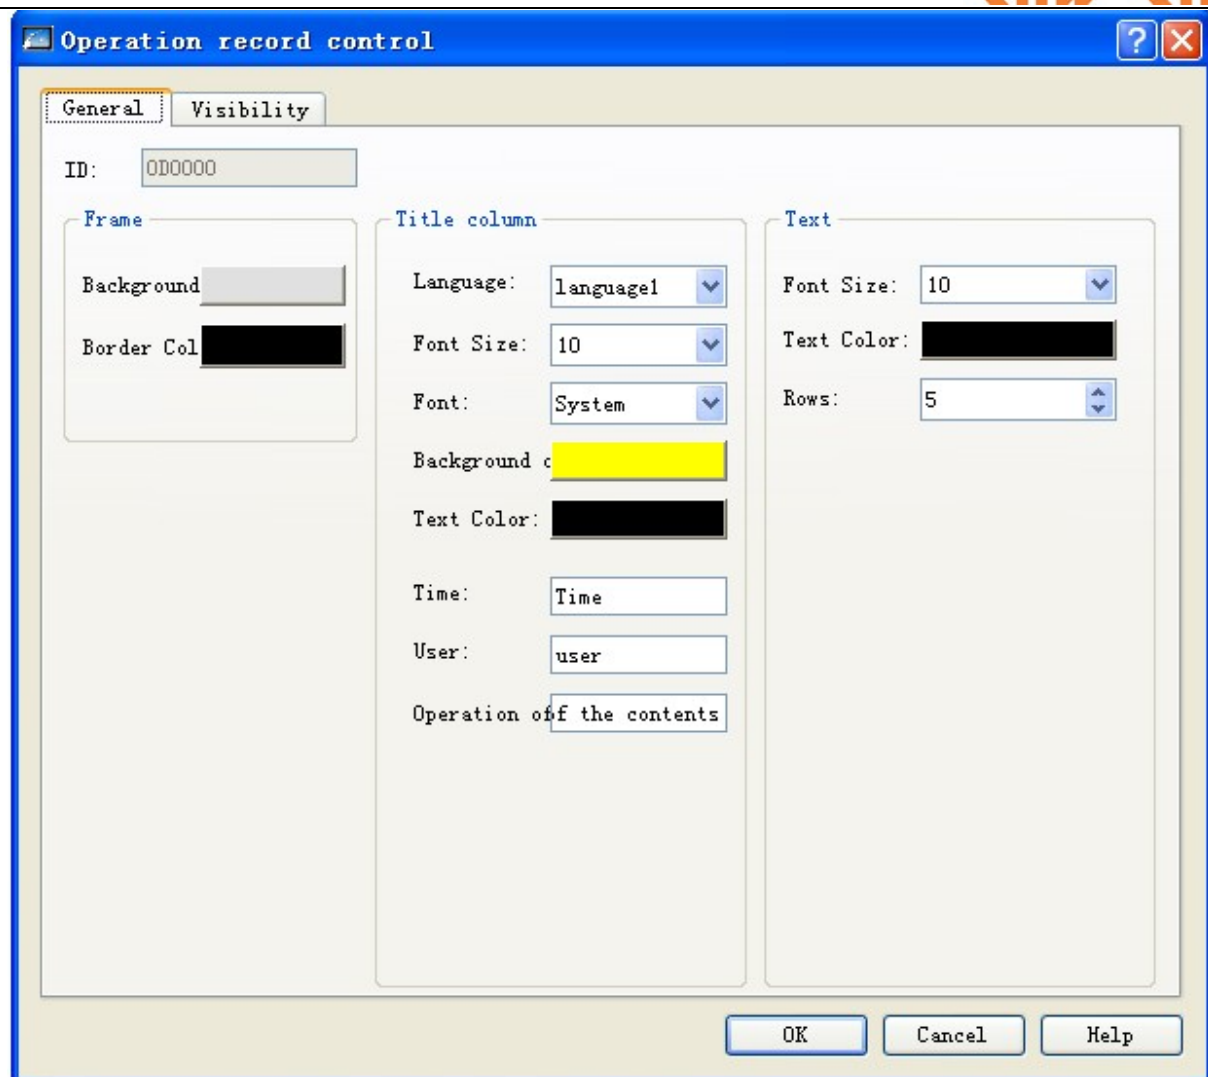 Operation record control
General Visibility
ID: OD0000
Frame
Background
Border Col
Title column
Language: language1
Font Size: 10
Font: System
Background c
Text Color:
Time: Time
User: user
Operation of f the contents
Text
Font Size: 10
Text Color:
Rows: 5
OK Cancel Help